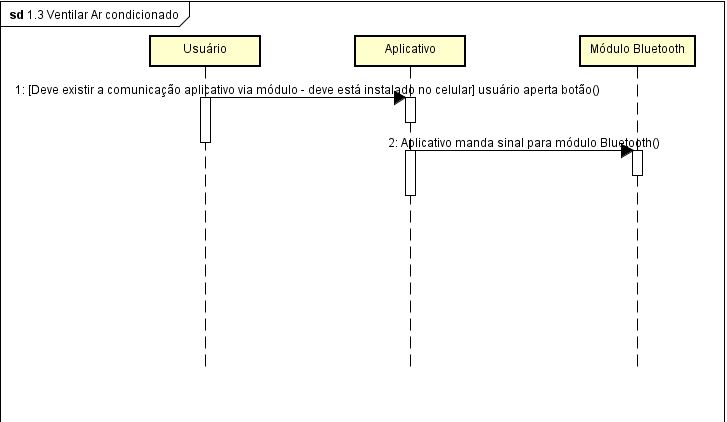 sd 1.3 Ventilar Ar condicionado
Usuário
Aplicativo
Módulo Bluetooth
1: [Deve existir a comunicação aplicativo via módulo - deve está instalado no celular] usuário aperta botão()
2: Aplicativo manda sinal para módulo Bluetooth()